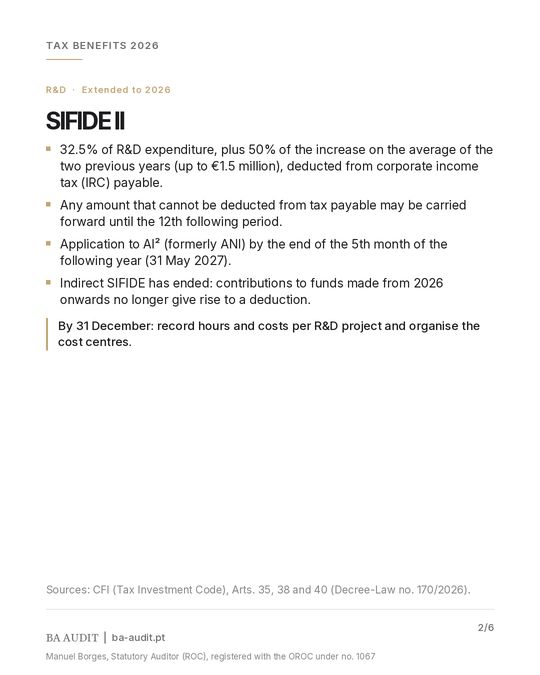 TAX BENEFITS 2026
R&D · Extended to 2026
SIFIDE II
32.5% of R&D expenditure, plus 50% of the increase on the average of the
two previous years (up to €1.5 million), deducted from corporate income
tax (IRC) payable.
Any amount that cannot be deducted from tax payable may be carried
forward until the 12th following period.
Application to AI² (formerly ANI) by the end of the 5th month of the
following year (31 May 2027).
Indirect SIFIDE has ended: contributions to funds made from 2026
onwards no longer give rise to a deduction.
By 31 December: record hours and costs per R&D project and organise the
cost centres.
Sources: CFI (Tax Investment Code), Arts. 35, 38 and 40 (Decree-Law no. 170/2026).
2/6
BA AUDIT | ba-audit.pt
Manuel Borges, Statutory Auditor (ROC), registered with the OROC under no. 1067